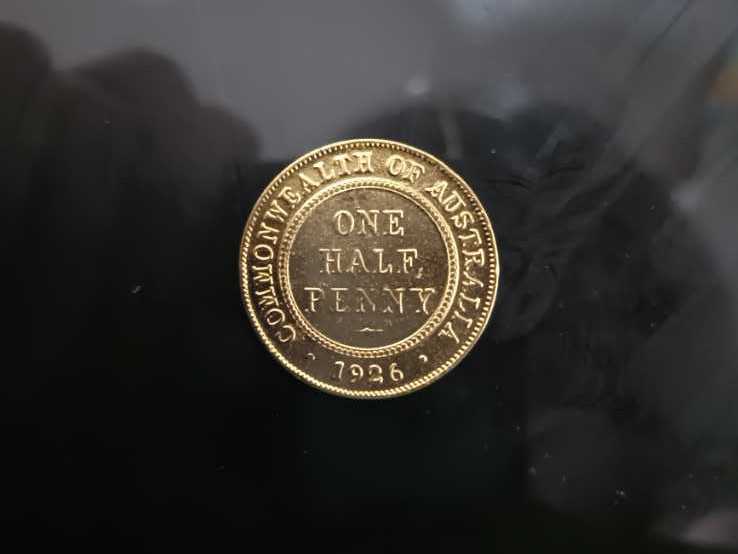 COMMONWEALTH OF AUSTRALIA
ONE
HALF
PENNY
1926